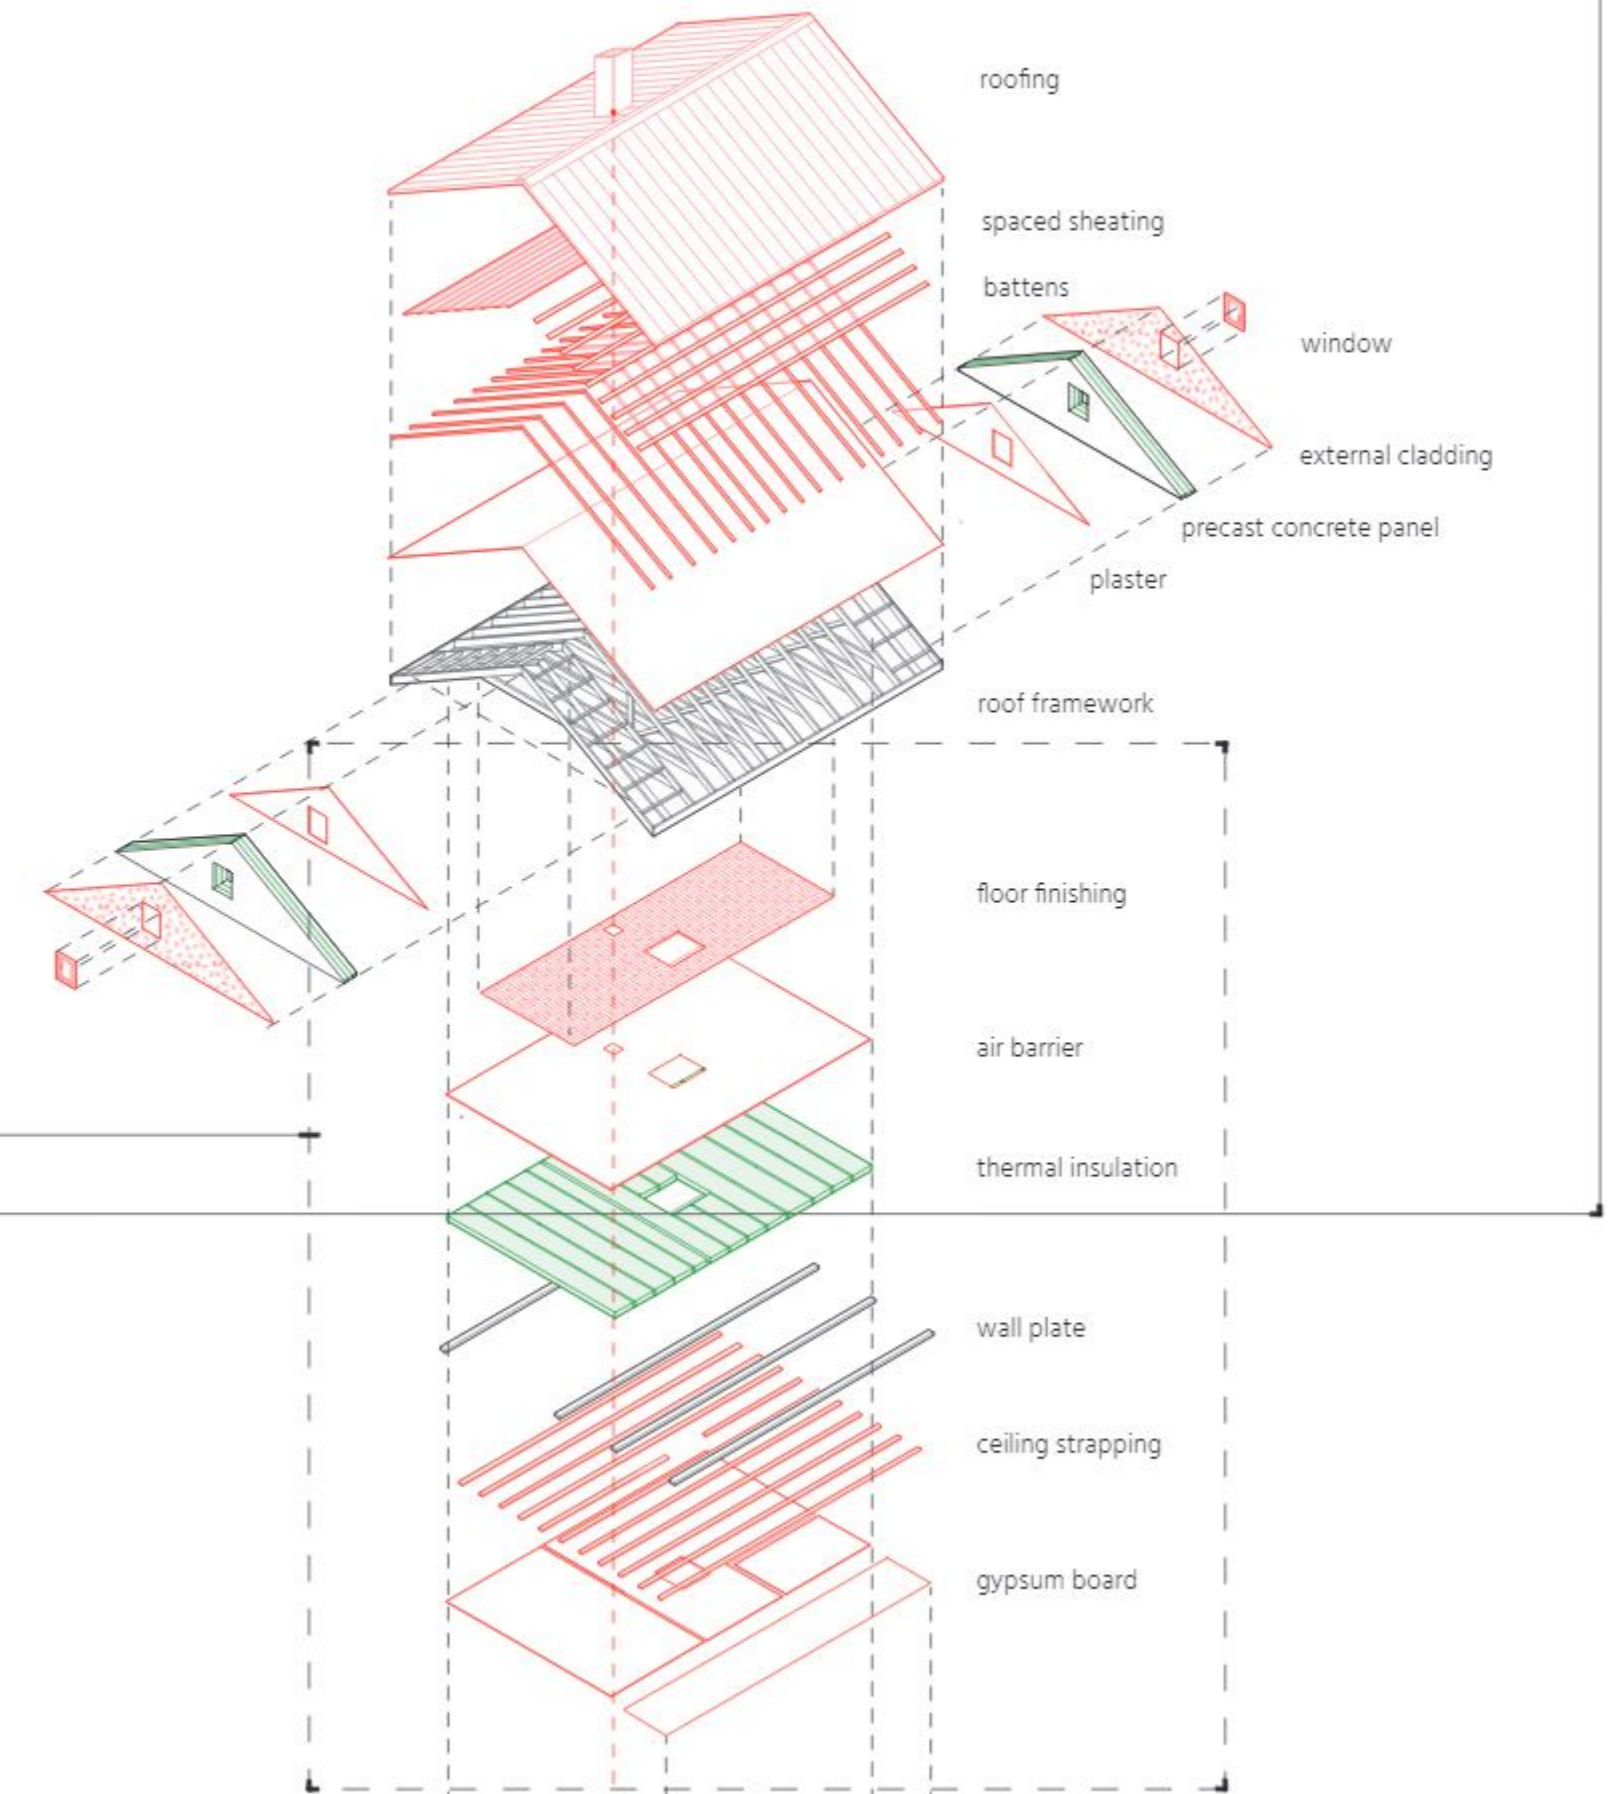 roofing
spaced sheating
battens
window
external cladding
precast concrete panel
plaster
roof framework
floor finishing
air barrier
thermal insulation
wall plate
ceiling strapping
gypsum board